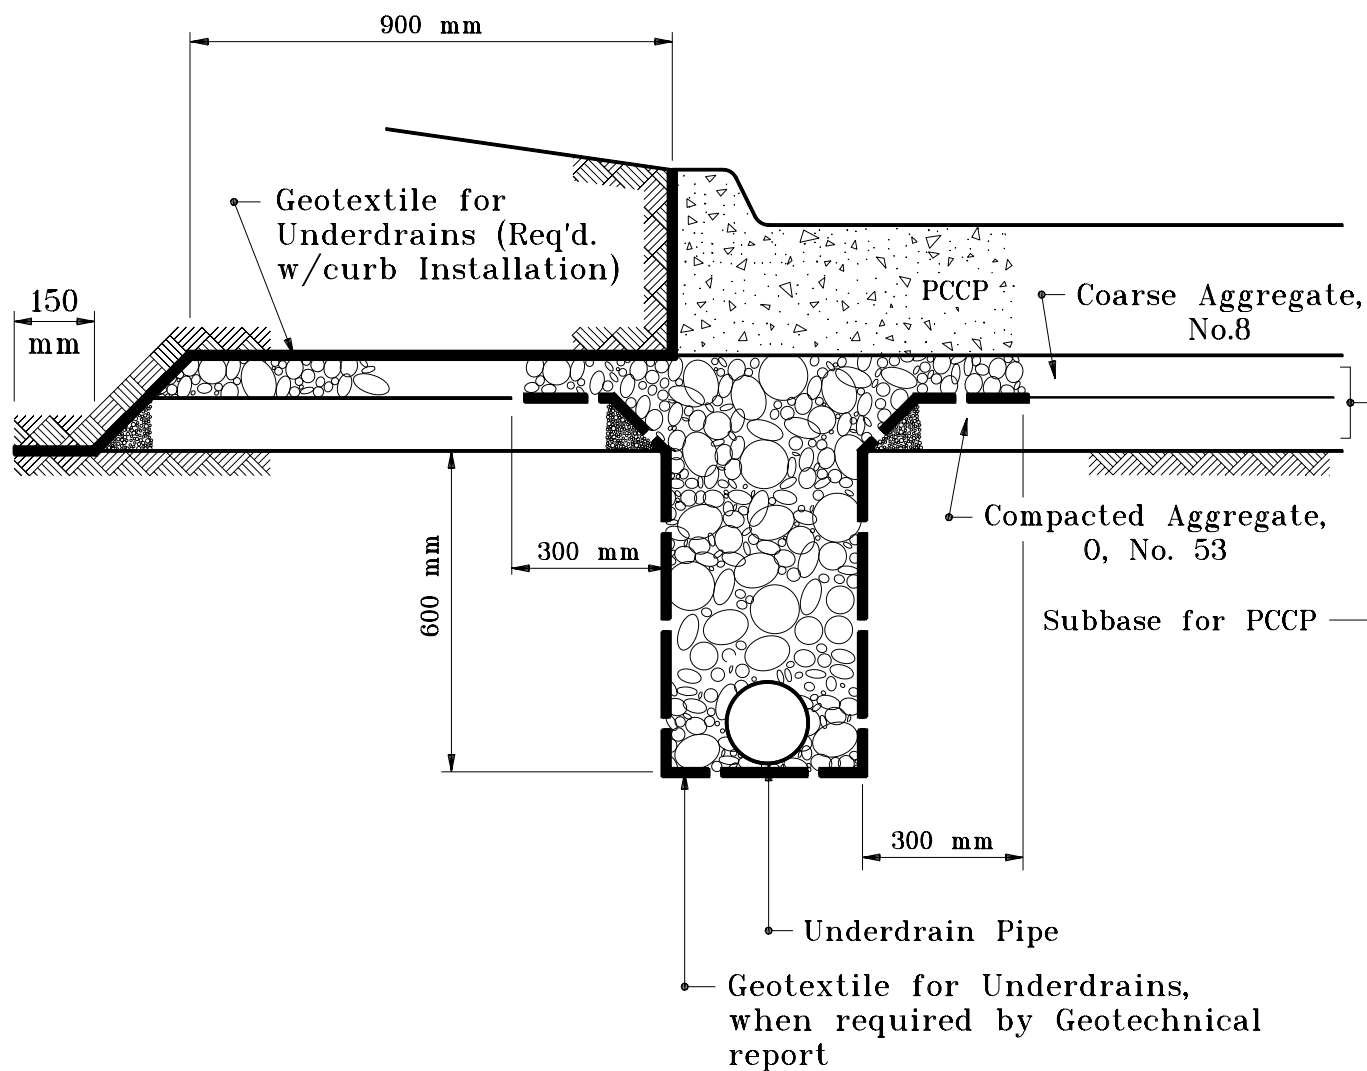 900 mm
Geotextile for
Underdrains (Req'd.
w/curb Installation)
150
mm
PCCP
Coarse Aggregate,
No.8
Compacted Aggregate,
O, No. 53
300 mm
600 mm
Subbase for PCCP
300 mm
Underdrain Pipe
Geotextile for Underdrains,
when required by Geotechnical
report